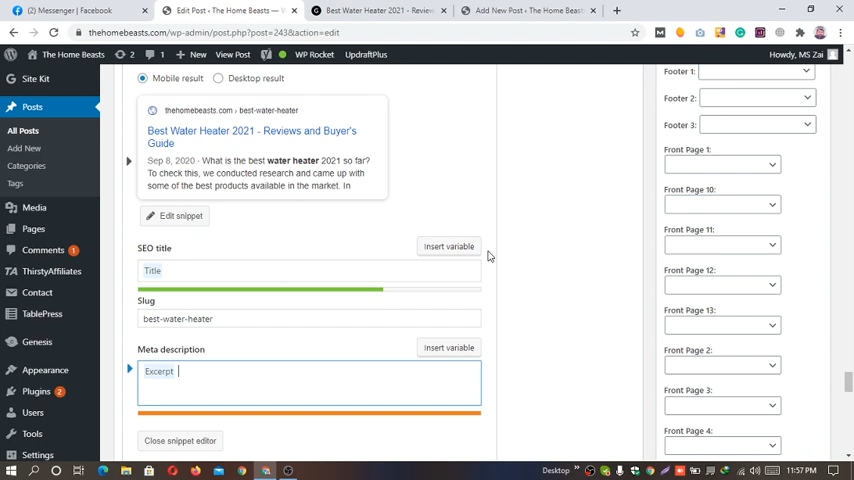 (2) Messenger | Facebook
Edit Post ‹ The Home Beasts — W
Best Water Heater 2021 - Review
Add New Post ‹ The Home Beasts
thehomebeasts.com/wp-admin/post.php?post=243&action=edit
The Home Beasts
2
1
New
View Post
WP Rocket
UpdraftPlus
Howdy, MS Zai
Site Kit
Posts
All Posts
Add New
Categories
Tags
Media
Pages
Comments 1
ThirstyAffiliates
Contact
TablePress
Genesis
Appearance
Plugins 2
Users
Tools
Settings
Mobile result
Desktop result
thehomebeasts.com › best-water-heater
Best Water Heater 2021 - Reviews and Buyer's
Guide
Sep 8, 2020 - What is the best water heater 2021 so far?
To check this, we conducted research and came up with
some of the best products available in the market. In
Edit snippet
SEO title
Insert variable
Title
Slug
best-water-heater
Meta description
Insert variable
Excerpt
Close snippet editor
Footer 1:
Footer 2:
Footer 3:
Front Page 1:
Front Page 10:
Front Page 11:
Front Page 12:
Front Page 13:
Front Page 2:
Front Page 3:
Front Page 4:
Desktop
11:57 PM